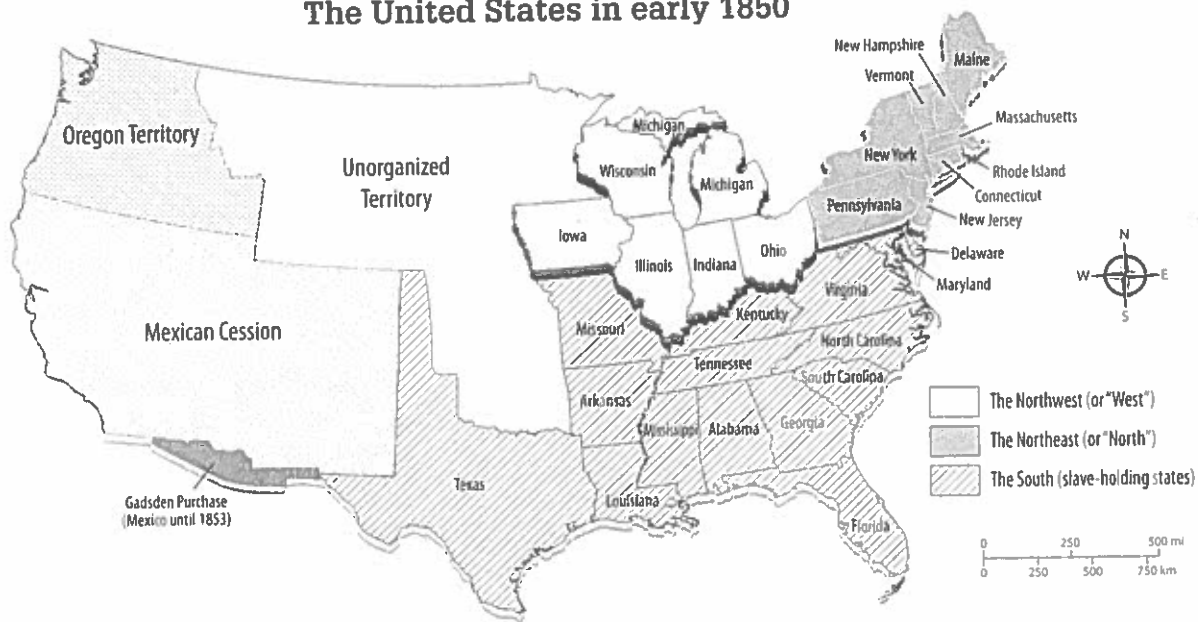 The United States in early 1850
New Hampshire
Vermont
Maine
Massachusetts
Oregon Territory
Unorganized
Territory
Michigan
Wisconsin
Michigan
New York
Rhode Island
Connecticut
Pennsylvania
New Jersey
Iowa
Illinois
Indiana
Ohio
Delaware
Maryland
N
W
E
S
Mexican Cession
Missouri
Kentucky
Virginia
Tennessee
North Carolina
South Carolina
Arkansas
Mississippi
Alabama
Georgia
Texas
Louisiana
Florida
Gadsden Purchase
(Mexico until 1853)
The Northwest (or "West")
The Northeast (or "North")
The South (slave-holding states)
0 250 500 mi
0 250 500 750 km